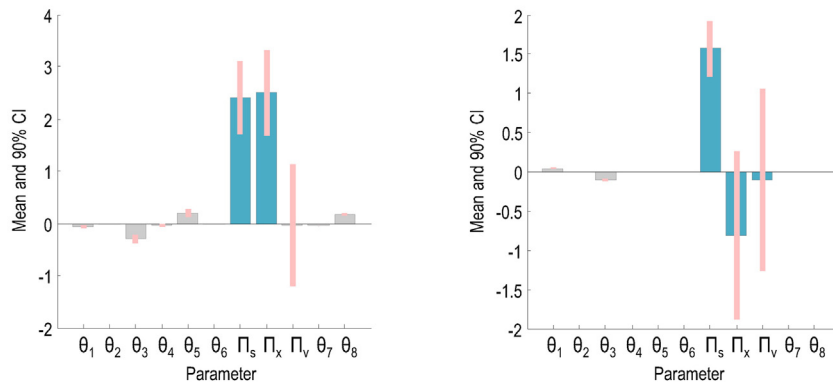 4
3
2
1
0
-1
-2
Mean and 90% CI
θ₁ θ₂ θ₃ θ₄ θ₅ θ₆ Πₛ Πₓ Πᵥ θ₇ θ₈
Parameter
2
1.5
1
0.5
0
-0.5
-1
-1.5
-2
Mean and 90% CI
θ₁ θ₂ θ₃ θ₄ θ₅ θ₆ Πₛ Πₓ Πᵥ θ₇ θ₈
Parameter